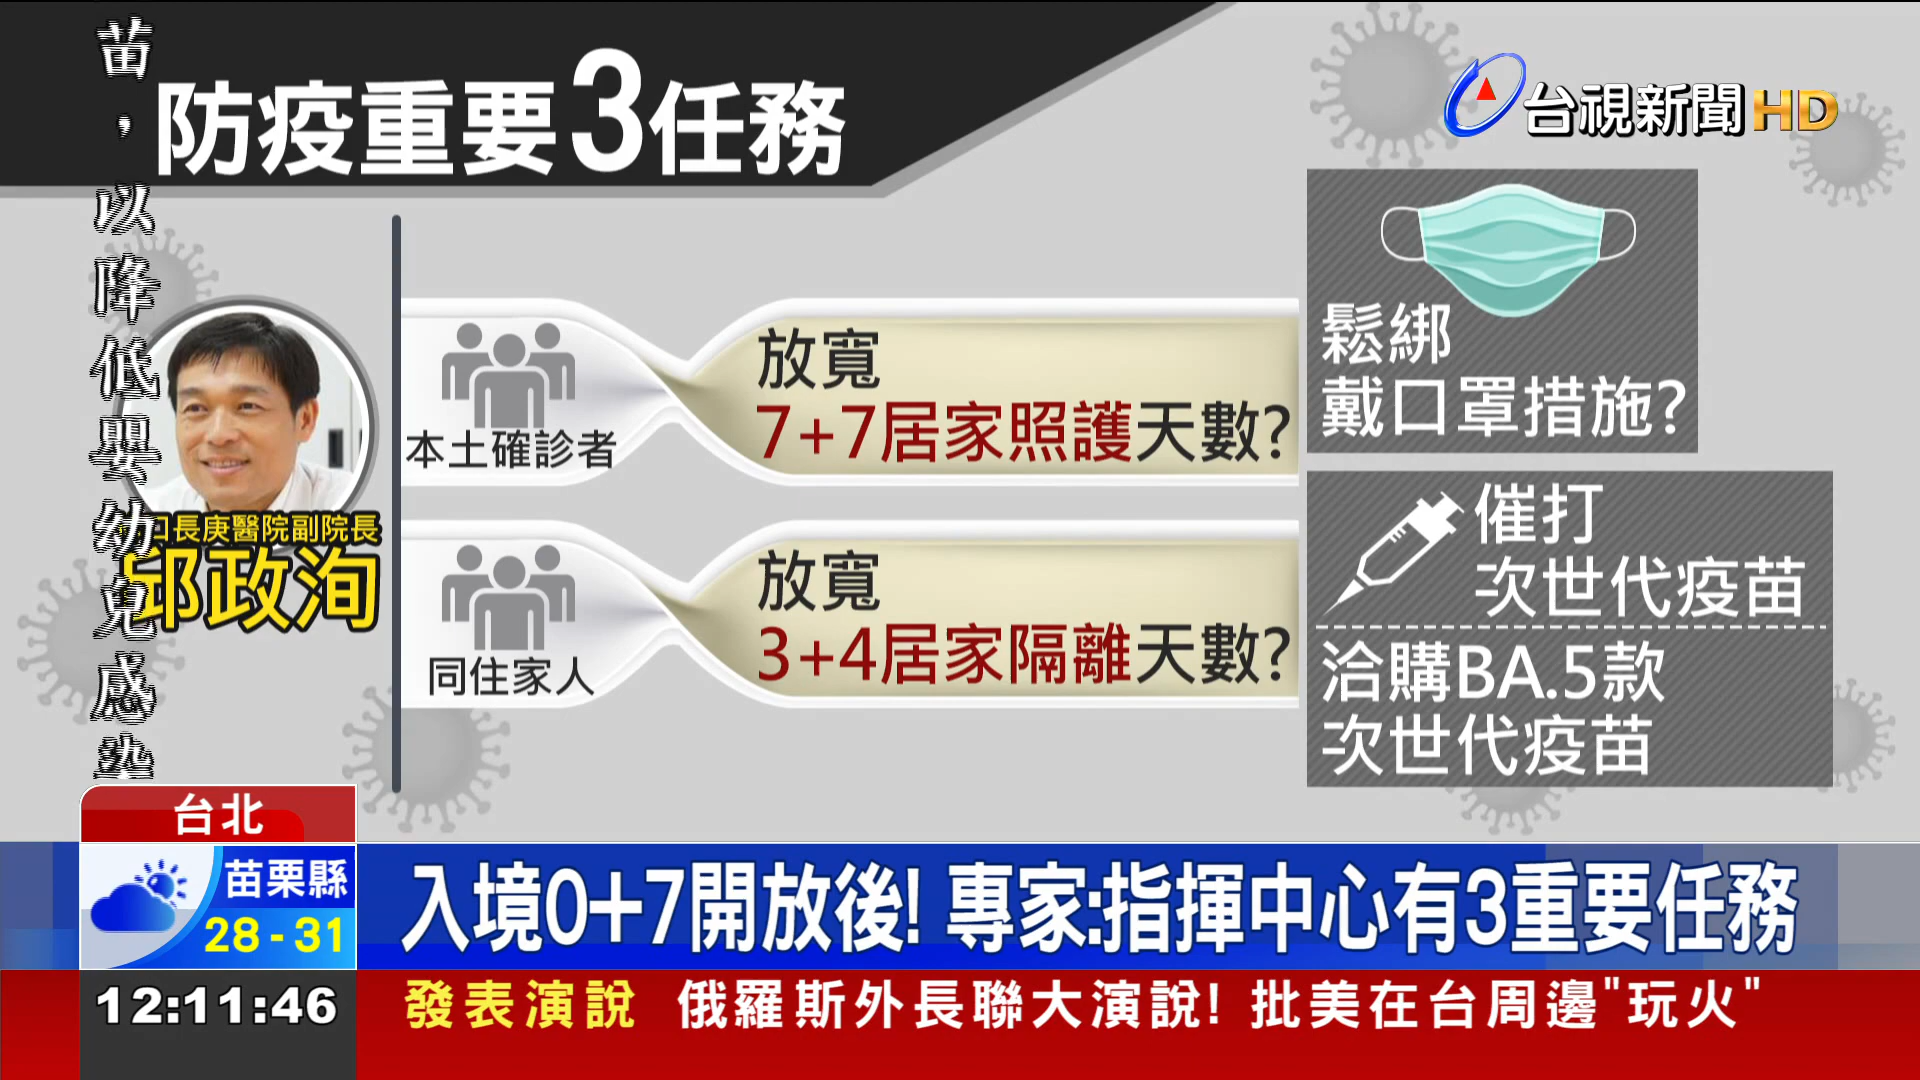 苗，以降低嬰幼兒感染
防疫重要3任務
台視新聞HD
口長庚醫院副院長
邱政洵
本土確診者
放寬
7+7居家照護天數?
同住家人
放寬
3+4居家隔離天數?
鬆綁
戴口罩措施?
催打
次世代疫苗
洽購BA.5款
次世代疫苗
台北
苗栗縣
28-31
入境0+7開放後! 專家:指揮中心有3重要任務
12:11:46
發表演說 俄羅斯外長聯大演說! 批美在台周邊"玩火"